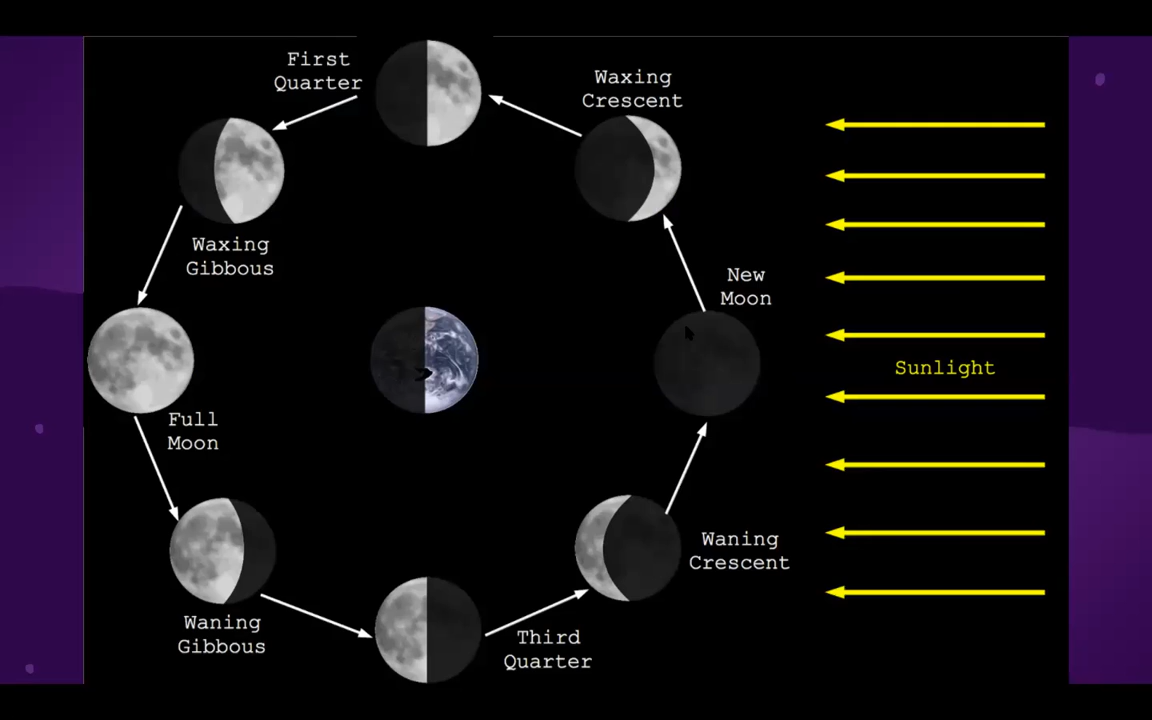 First
Quarter
Waxing
Crescent
Waxing
Gibbous
New
Moon
Sunlight
Full
Moon
Waning
Crescent
Waning
Gibbous
Third
Quarter